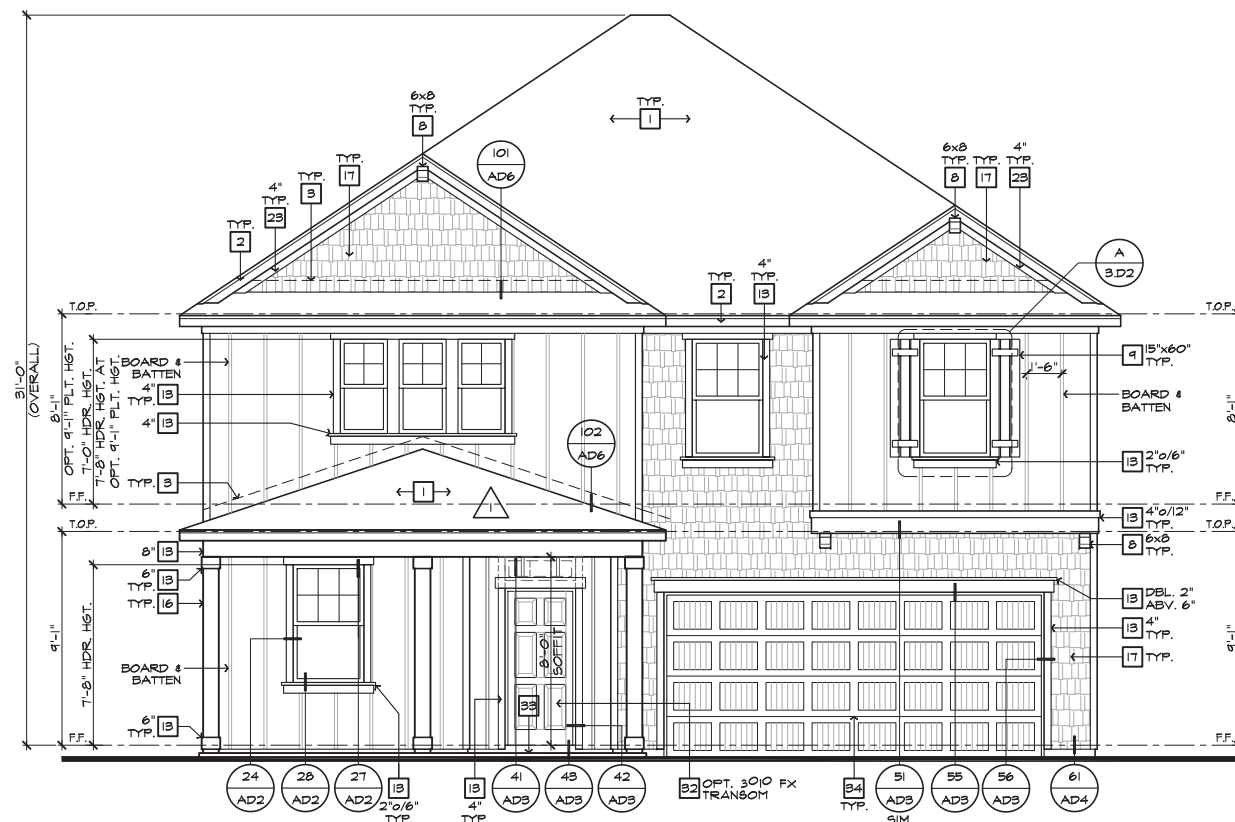 6x8
TYP.
8
TYP.
1
101
AD6
TYP.
17
TYP.
3
4"
TYP.
23
TYP.
2
6x8
TYP.
8
TYP.
17
4"
TYP.
23
A
3.D2
TYP.
2
4"
TYP.
13
T.O.P.
T.O.P.
31'-0"
(OVERALL)
8'-1"
OPT. 9'-1" PLT. HGT.
7'-0" HDR. HGT.
7'-8" HDR. HGT. AT
OPT. 9'-1" PLT. HGT.
BOARD &
BATTEN
4"
TYP. 13
4" 13
TYP. 3
F.F.
T.O.P.
102
AD6
1
1
9 15"x60"
TYP.
1'-6"
BOARD &
BATTEN
8'-1"
13 2"o/6"
TYP.
F.F.
13 4"o/12"
TYP.
T.O.P.
8 6x8
TYP.
8" 13
6"
TYP. 13
TYP. 16
9'-1"
7'-8" HDR. HGT.
BOARD &
BATTEN
6"
TYP. 13
F.F.
8'-0"
SOFFIT
33
13 DBL. 2"
ABV. 6"
13 4"
TYP.
17 TYP.
9'-1"
F.F.
24
AD2
28
AD2
27
AD2
13
2"o/6"
TYP.
13
4"
TYP.
41
AD3
43
AD3
42
AD3
32 OPT. 3010 FX
TRANSOM
34
TYP.
51
AD3
SIM.
55
AD3
56
AD3
61
AD4